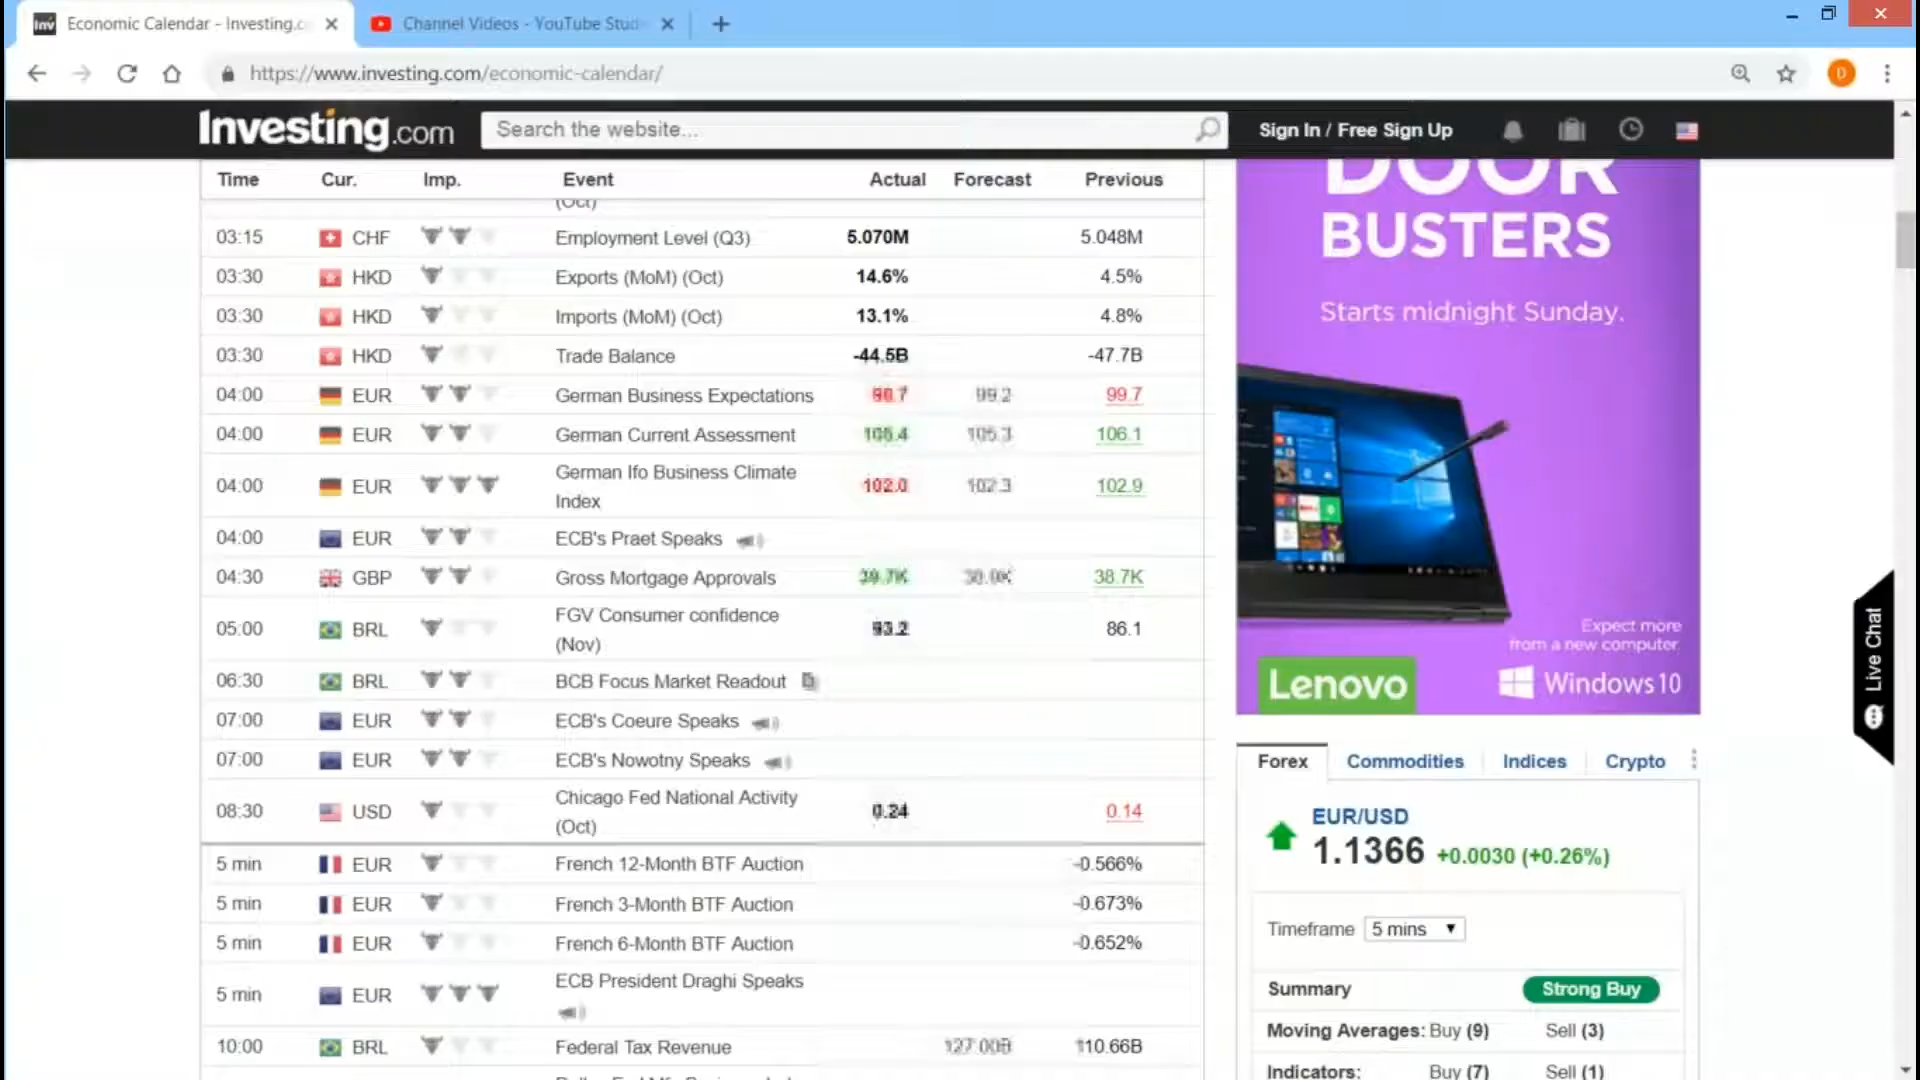 Economic Calendar - Investing.c
Channel Videos - YouTube Stud
https://www.investing.com/economic-calendar/
D
Investing.com
Search the website...
Sign In / Free Sign Up
Time Cur. Imp. Event Actual Forecast Previous
(Oct)
03:15 CHF Employment Level (Q3) 5.070M 5.048M
03:30 HKD Exports (MoM) (Oct) 14.6% 4.5%
03:30 HKD Imports (MoM) (Oct) 13.1% 4.8%
03:30 HKD Trade Balance -44.5B -47.7B
04:00 EUR German Business Expectations 99.2 99.7
04:00 EUR German Current Assessment 105.4 105.3 106.1
04:00 EUR German Ifo Business Climate
Index 102.0 102.3 102.9
04:00 EUR ECB's Praet Speaks
04:30 GBP Gross Mortgage Approvals 39.7K 38.7K
05:00 BRL FGV Consumer confidence
(Nov) 93.2 86.1
06:30 BRL BCB Focus Market Readout
07:00 EUR ECB's Coeure Speaks
07:00 EUR ECB's Nowotny Speaks
08:30 USD Chicago Fed National Activity
(Oct) 0.24 0.14
5 min EUR French 12-Month BTF Auction -0.566%
5 min EUR French 3-Month BTF Auction -0.673%
5 min EUR French 6-Month BTF Auction -0.652%
5 min EUR ECB President Draghi Speaks
10:00 BRL Federal Tax Revenue 127.00B 110.66B
DOOR
BUSTERS
Starts midnight Sunday.
Expect more
from a new computer.
Lenovo
Windows 10
Live Chat
Forex Commodities Indices Crypto
EUR/USD
1.1366 +0.0030 (+0.26%)
Timeframe 5 mins
Summary Strong Buy
Moving Averages: Buy (9) Sell (3)
Indicators: Buy (7) Sell (1)